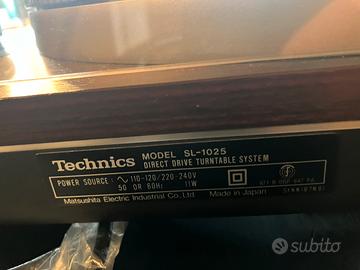 Technics MODEL SL-1025
DIRECT DRIVE TURNTABLE SYSTEM
POWER SOURCE: ∿ 110-120/220-240V
50 OR 60Hz 11W
Matsushita Electric Industrial Co., Ltd. Made in Japan
subito